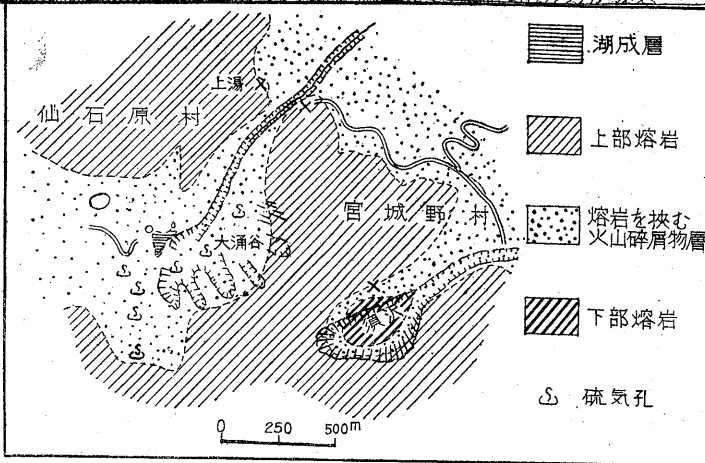 湖成層
上湯
仙石原村
上部熔岩
宮城野村
熔岩を挟む
火山碎屑物層
大涌谷
下部熔岩
硫気孔
0 250 500m